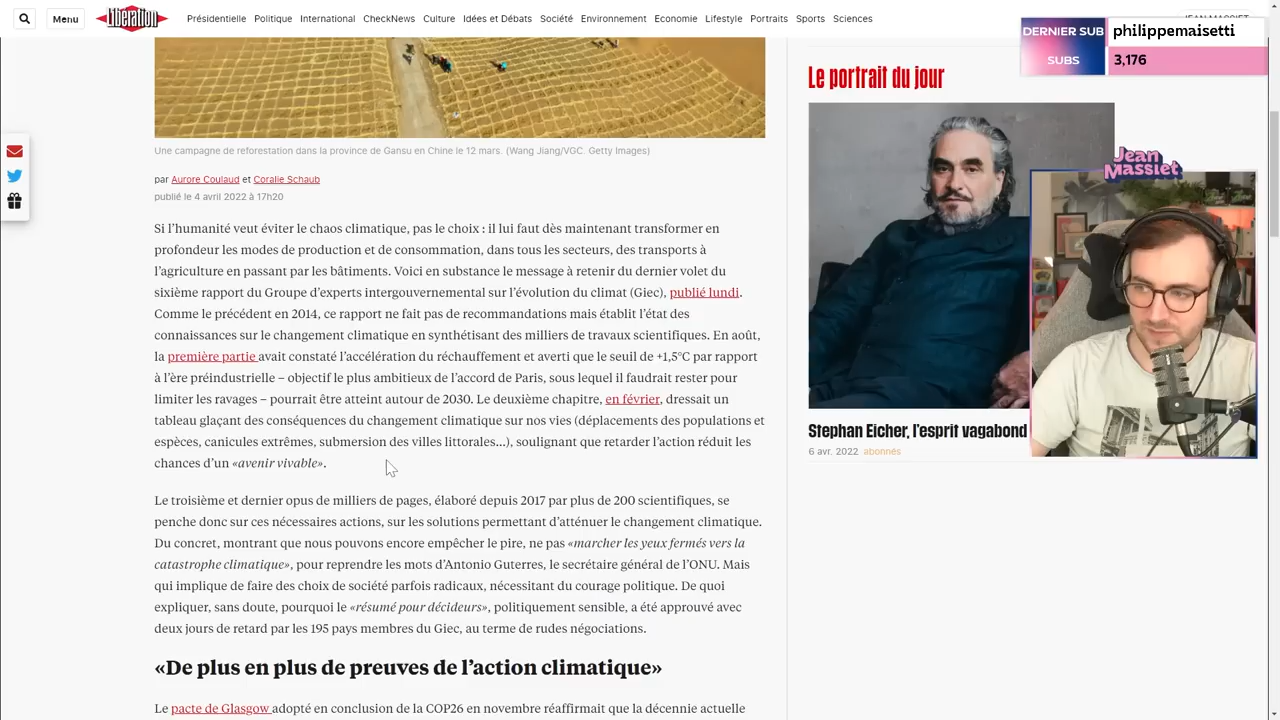 Menu
Libération
Présidentielle Politique International CheckNews Culture Idées et Débats Société Environnement Economie Lifestyle Portraits Sports Sciences
JEAN MASSIET
DERNIER SUB philippemaisetti
SUBS 3,176
Une campagne de reforestation dans la province de Gansu en Chine le 12 mars. (Wang Jiang/VGC. Getty Images)
par Aurore Coulaud et Coralie Schaub
publié le 4 avril 2022 à 17h20
Si l’humanité veut éviter le chaos climatique, pas le choix : il lui faut dès maintenant transformer en
profondeur les modes de production et de consommation, dans tous les secteurs, des transports à
l’agriculture en passant par les bâtiments. Voici en substance le message à retenir du dernier volet du
sixième rapport du Groupe d’experts intergouvernemental sur l’évolution du climat (Giec), publié lundi.
Comme le précédent en 2014, ce rapport ne fait pas de recommandations mais établit l’état des
connaissances sur le changement climatique en synthétisant des milliers de travaux scientifiques. En août,
la première partie avait constaté l’accélération du réchauffement et averti que le seuil de +1,5°C par rapport
à l’ère préindustrielle – objectif le plus ambitieux de l’accord de Paris, sous lequel il faudrait rester pour
limiter les ravages – pourrait être atteint autour de 2030. Le deuxième chapitre, en février, dressait un
tableau glaçant des conséquences du changement climatique sur nos vies (déplacements des populations et
espèces, canicules extrêmes, submersion des villes littorales…), soulignant que retarder l’action réduit les
chances d’un «avenir vivable».
Le troisième et dernier opus de milliers de pages, élaboré depuis 2017 par plus de 200 scientifiques, se
penche donc sur ces nécessaires actions, sur les solutions permettant d’atténuer le changement climatique.
Du concret, montrant que nous pouvons encore empêcher le pire, ne pas «marcher les yeux fermés vers la
catastrophe climatique», pour reprendre les mots d’Antonio Guterres, le secrétaire général de l’ONU. Mais
qui implique de faire des choix de société parfois radicaux, nécessitant du courage politique. De quoi
expliquer, sans doute, pourquoi le «résumé pour décideurs», politiquement sensible, a été approuvé avec
deux jours de retard par les 195 pays membres du Giec, au terme de rudes négociations.
«De plus en plus de preuves de l’action climatique»
Le pacte de Glasgow adopté en conclusion de la COP26 en novembre réaffirmait que la décennie actuelle
Le portrait du jour
Jean
Massiet
Stephan Eicher, l’esprit vagabond
6 avr. 2022 abonnés